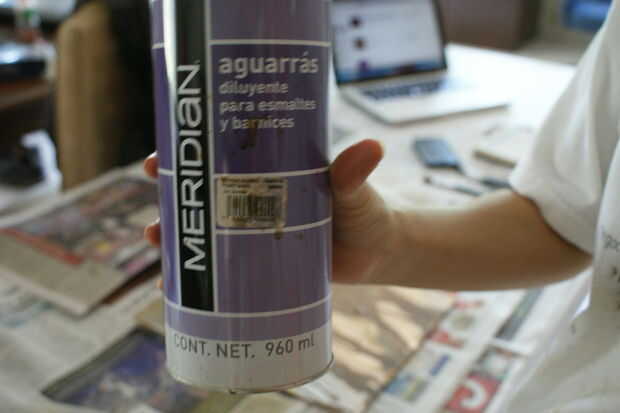 MERIDIAN
aguarrás
diluyente
para esmaltes
y barnices
CONT. NET. 960 ml